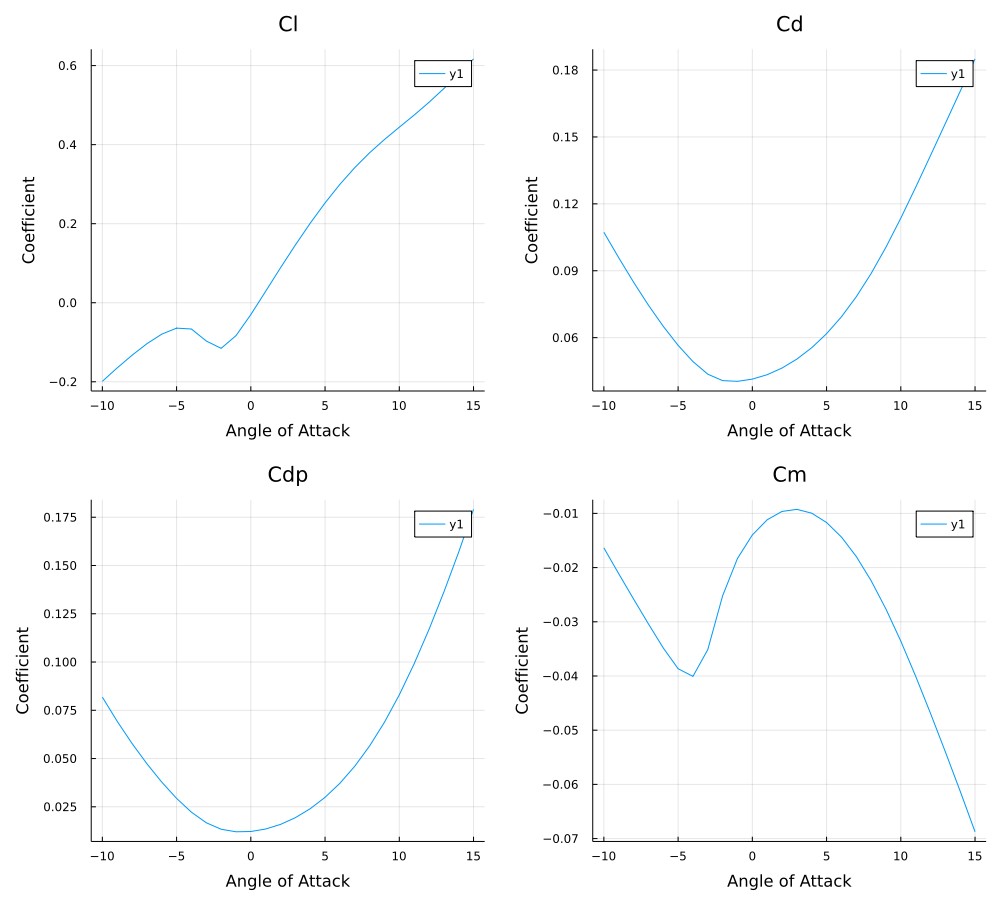 Cl
y1
0.6
0.4
0.2
0.0
−0.2
Coefficient
−10 −5 0 5 10 15
Angle of Attack
Cd
y1
0.18
0.15
0.12
0.09
0.06
Coefficient
−10 −5 0 5 10 15
Angle of Attack
Cdp
y1
0.175
0.150
0.125
0.100
0.075
0.050
0.025
Coefficient
−10 −5 0 5 10 15
Angle of Attack
Cm
y1
−0.01
−0.02
−0.03
−0.04
−0.05
−0.06
−0.07
Coefficient
−10 −5 0 5 10 15
Angle of Attack